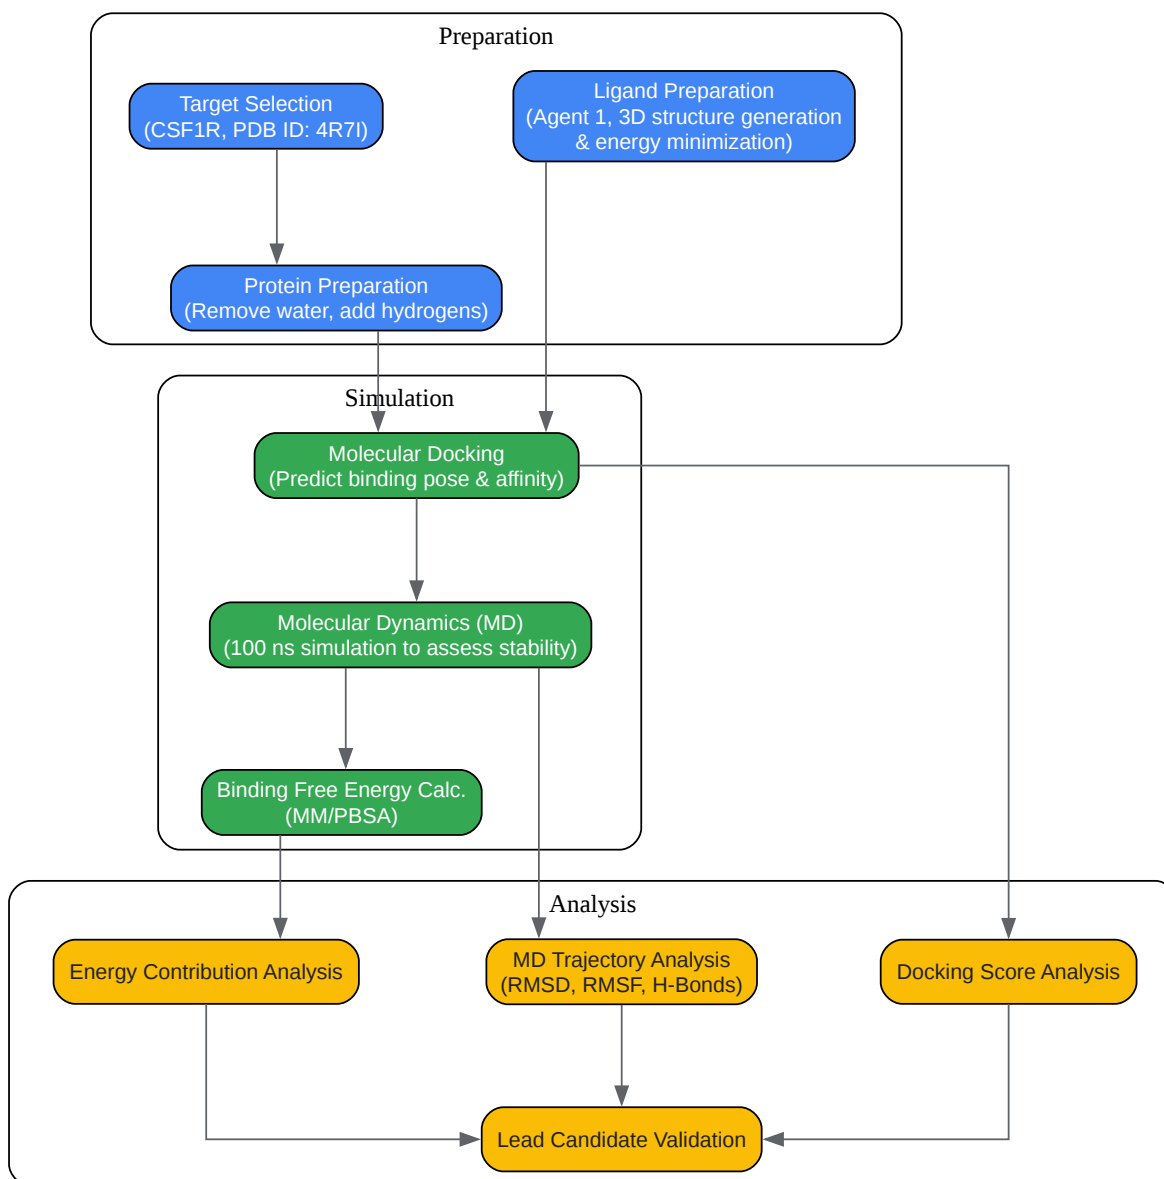 Preparation
Target Selection
(CSF1R, PDB ID: 4R7I)
Ligand Preparation
(Agent 1, 3D structure generation
& energy minimization)
Protein Preparation
(Remove water, add hydrogens)
Simulation
Molecular Docking
(Predict binding pose & affinity)
Molecular Dynamics (MD)
(100 ns simulation to assess stability)
Binding Free Energy Calc.
(MM/PBSA)
Analysis
Energy Contribution Analysis
MD Trajectory Analysis
(RMSD, RMSF, H-Bonds)
Docking Score Analysis
Lead Candidate Validation